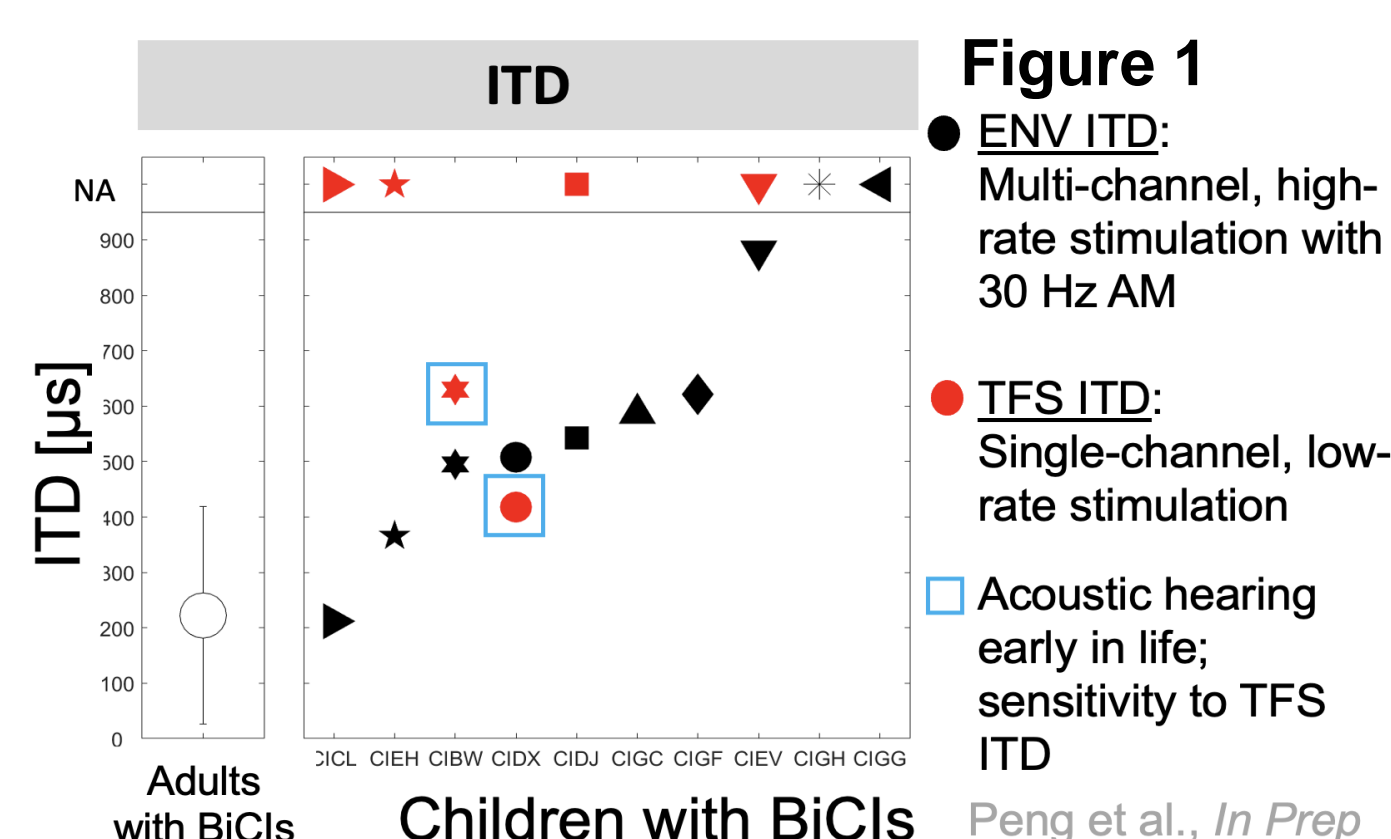 ITD
Figure 1
ENV ITD:
Multi-channel, high-
rate stimulation with
30 Hz AM
TFS ITD:
Single-channel, low-
rate stimulation
Acoustic hearing
early in life;
sensitivity to TFS
ITD
Peng et al., In Prep
NA
900
800
700
600
500
400
300
200
100
0
ITD [µs]
CICL CIEH CIBW CIDX CIDJ CIGC CIGF CIEV CIGH CIGG
Adults
with BiCIs
Children with BiCIs